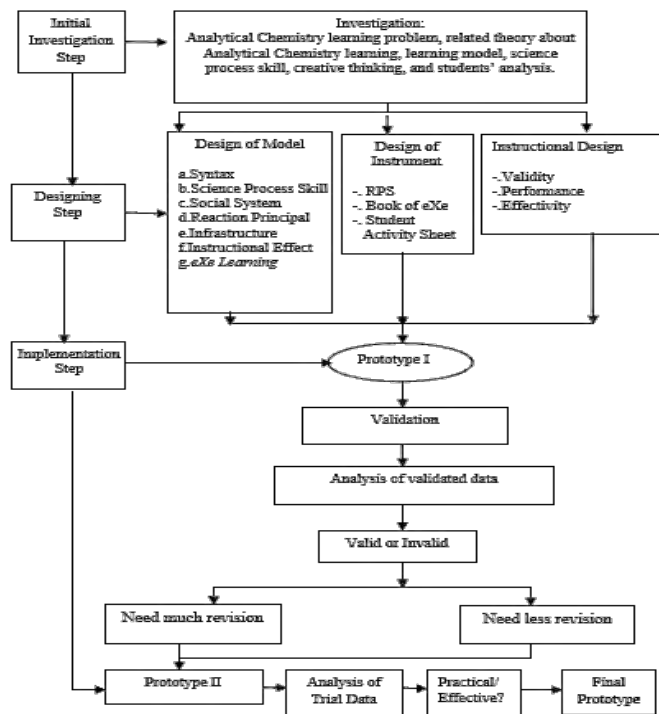 Initial
Investigation
Step
Investigation:
Analytical Chemistry learning problem, related theory about
Analytical Chemistry learning, learning model, science
process skill, creative thinking, and students' analysis.
Designing
Step
Design of Model
a.Syntax
b.Science Process Skill
c.Social System
d.Reaction Principal
e.Infrastructure
f.Instructional Effect
g.eXe Learning
Design of
Instrument
-. RPS
-. Book of eXe
-. Student
Activity Sheet
Instructional Design
-.Validity
-.Performance
-.Effectivity
Implementation
Step
Prototype I
Validation
Analysis of validated data
Valid or Invalid
Need much revision
Need less revision
Prototype II
Analysis of
Trial Data
Practical/
Effective?
Final
Prototype